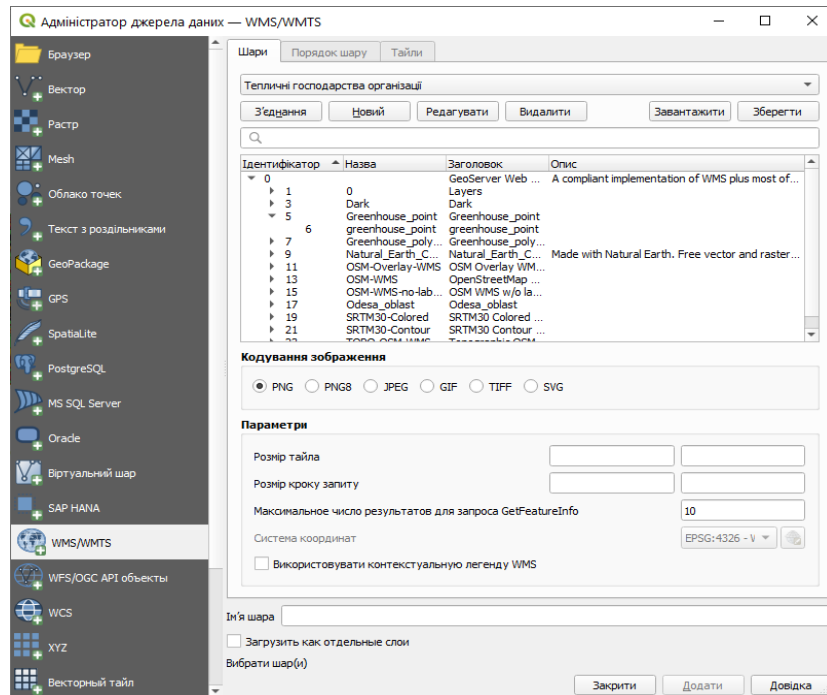 Адміністратор джерела даних — WMS/WMTS
Браузер
Вектор
Растр
Mesh
Облако точек
Текст з роздільниками
GeoPackage
GPS
SpatiaLite
PostgreSQL
MS SQL Server
Oracle
Віртуальний шар
SAP HANA
WMS/WMTS
WFS/OGC API объекты
WCS
XYZ
Векторный тайл
Шари Порядок шару Тайли
Тепличні господарства організації
З'єднання Новий Редагувати Видалити Завантажити Зберегти
Ідентифікатор Назва Заголовок Опис
0 GeoServer Web ... A compliant implementation of WMS plus most of...
1 0 Layers
3 Dark Dark
5 Greenhouse_point Greenhouse_point
6 greenhouse_point greenhouse_point
7 Greenhouse_poly... Greenhouse_poly...
9 Natural_Earth_C... Natural_Earth_C... Made with Natural Earth. Free vector and raster...
11 OSM-Overlay-WMS OSM Overlay WM...
13 OSM-WMS OpenStreetMap ...
15 OSM-WMS-no-lab... OSM WMS w/o la...
17 Odesa_oblast Odesa_oblast
19 SRTM30-Colored SRTM30 Colored ...
21 SRTM30-Contour SRTM30 Contour ...
Кодування зображення
PNG PNG8 JPEG GIF TIFF SVG
Параметри
Розмір тайла
Розмір кроку запиту
Максимальное число результатов для запроса GetFeatureInfo 10
Система координат EPSG:4326 - W
Використовувати контекстуальную легенду WMS
Ім'я шара
Загрузить как отдельные слои
Вибрати шар(и)
Закрити Додати Довідка